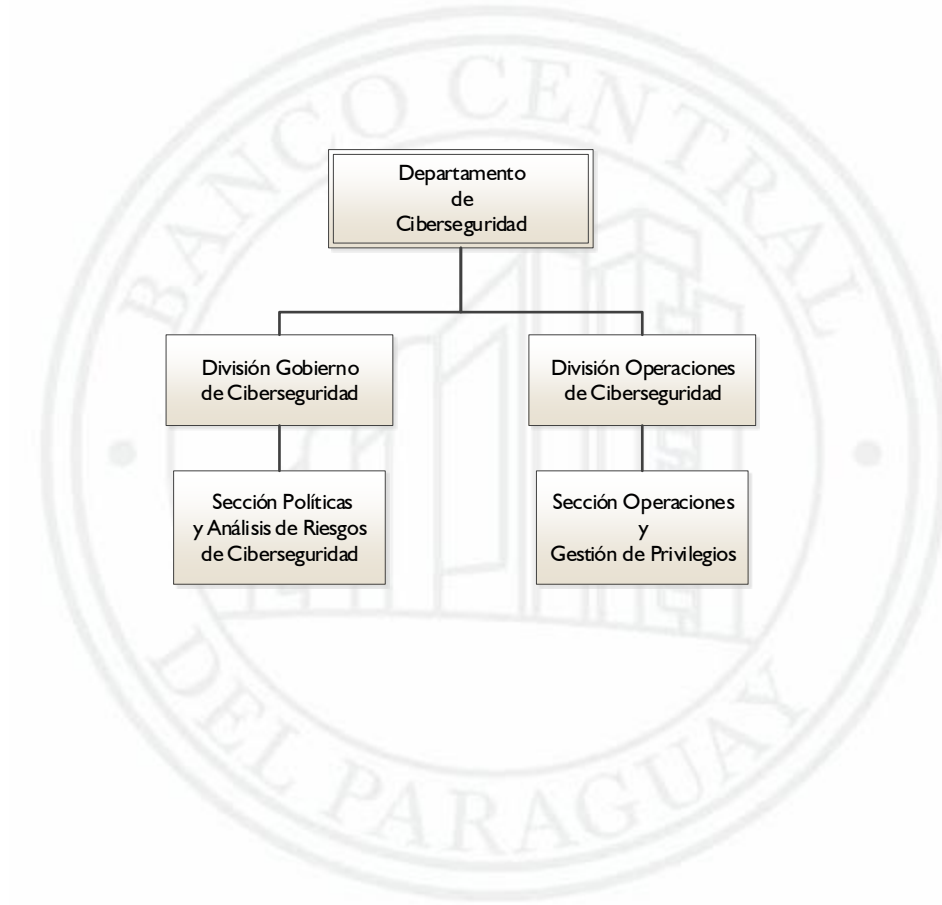 BANCO CENTRAL
DEL PARAGUAY
Departamento
de
Ciberseguridad
División Gobierno
de Ciberseguridad
División Operaciones
de Ciberseguridad
Sección Políticas
y Análisis de Riesgos
de Ciberseguridad
Sección Operaciones
y
Gestión de Privilegios